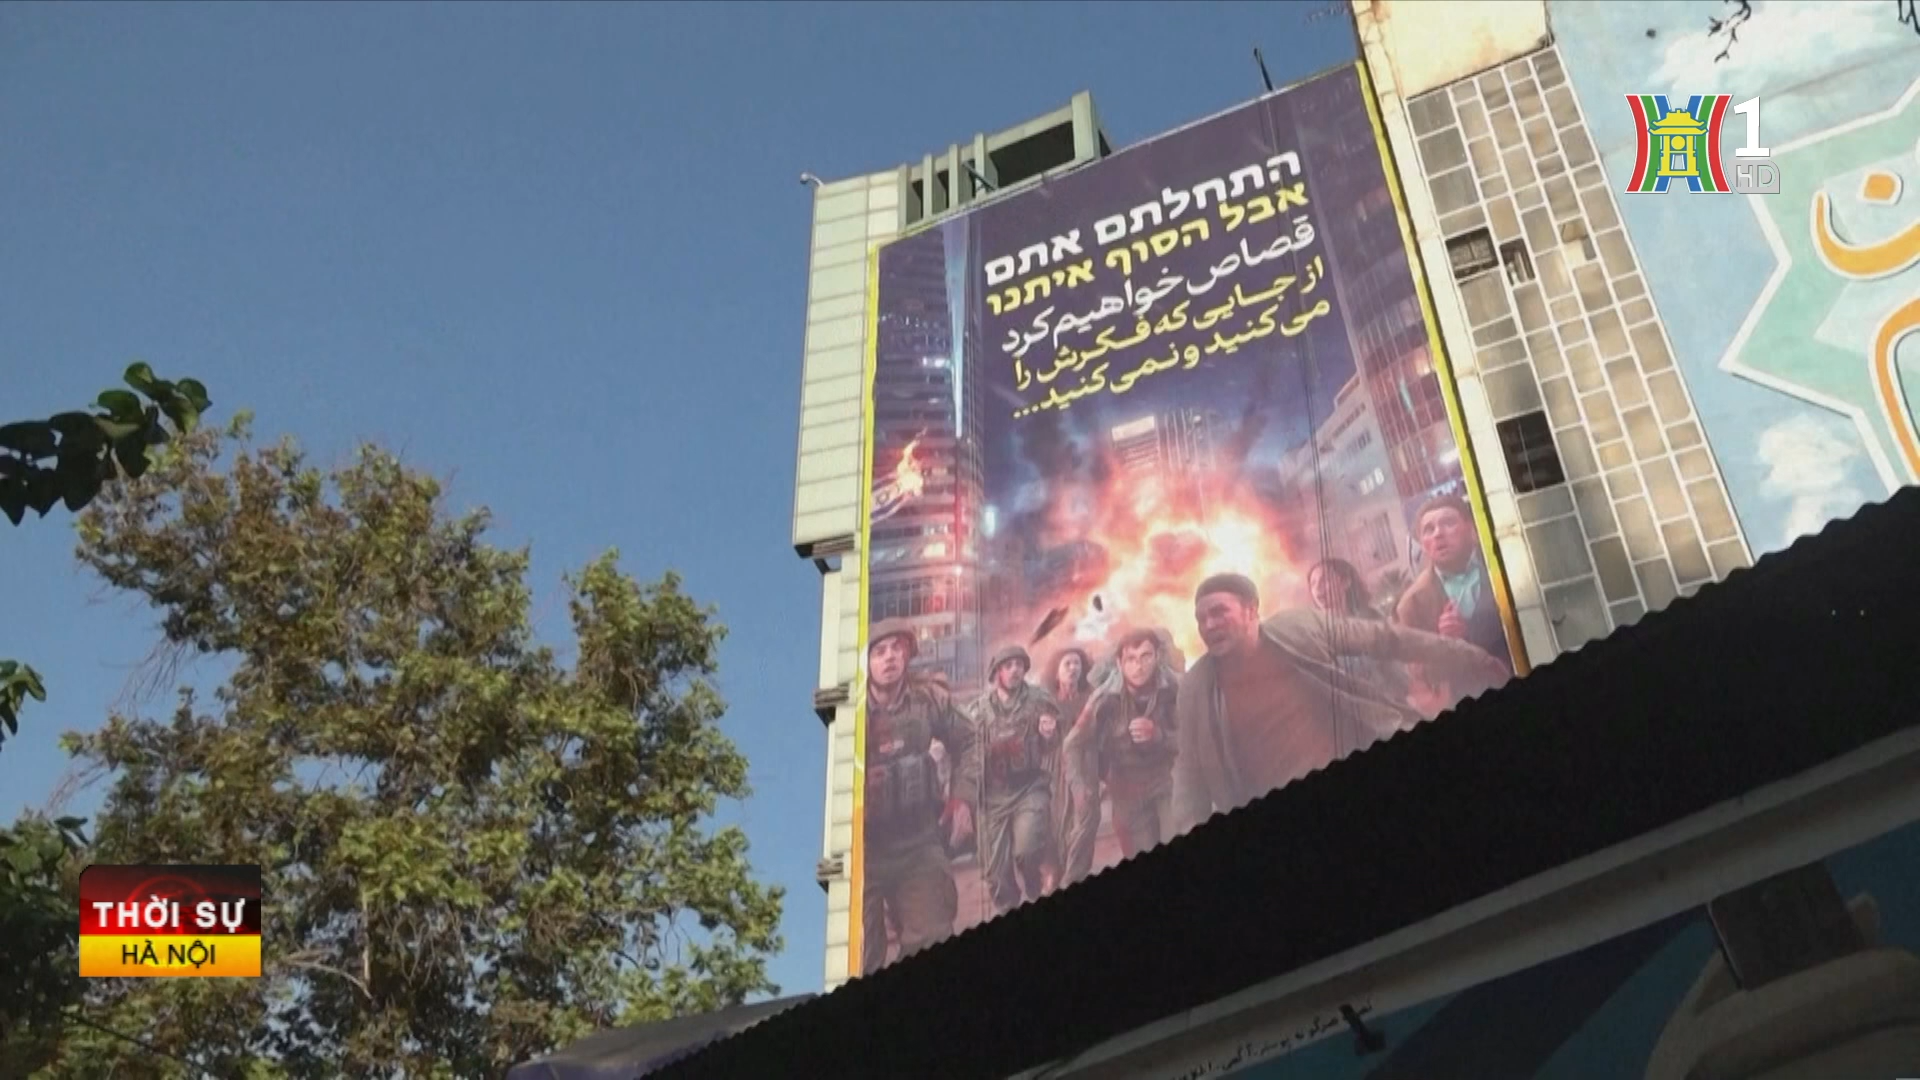 התחלתם אתם
אבל הסוף איתנו
قصاص خواهیم کرد
از جایی که فکرش را
می‌کنید و نمی‌کنید...
1
HD
THỜI SỰ
HÀ NỘI